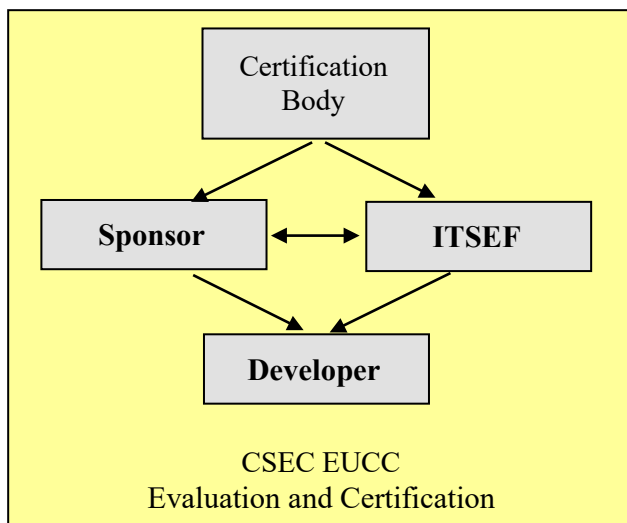 Certification
Body
Sponsor
ITSEF
Developer
CSEC EUCC
Evaluation and Certification